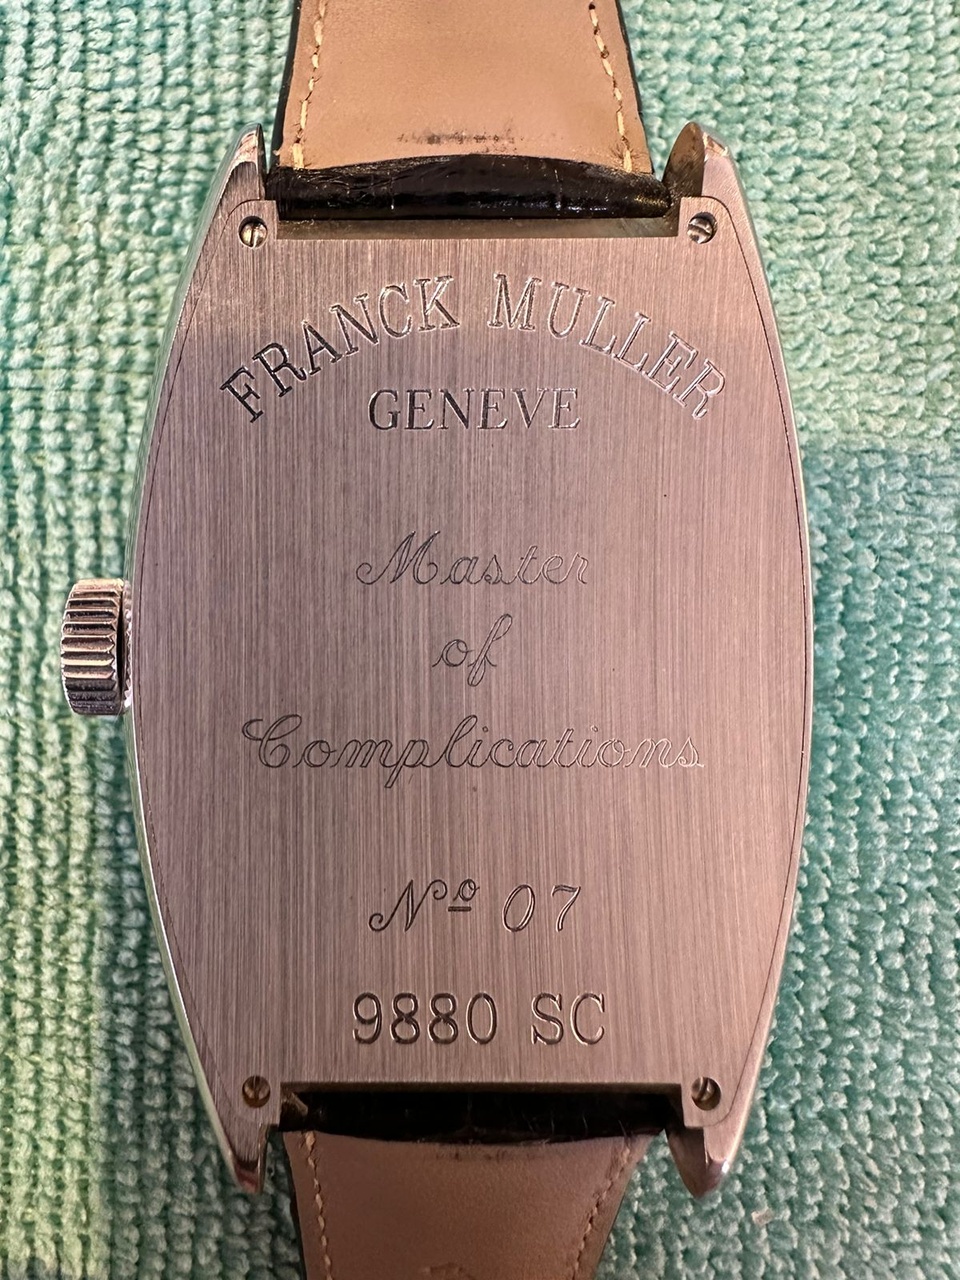 FRANCK MULLER
GENEVE
Master
of
Complications
Nº 07
9880 SC